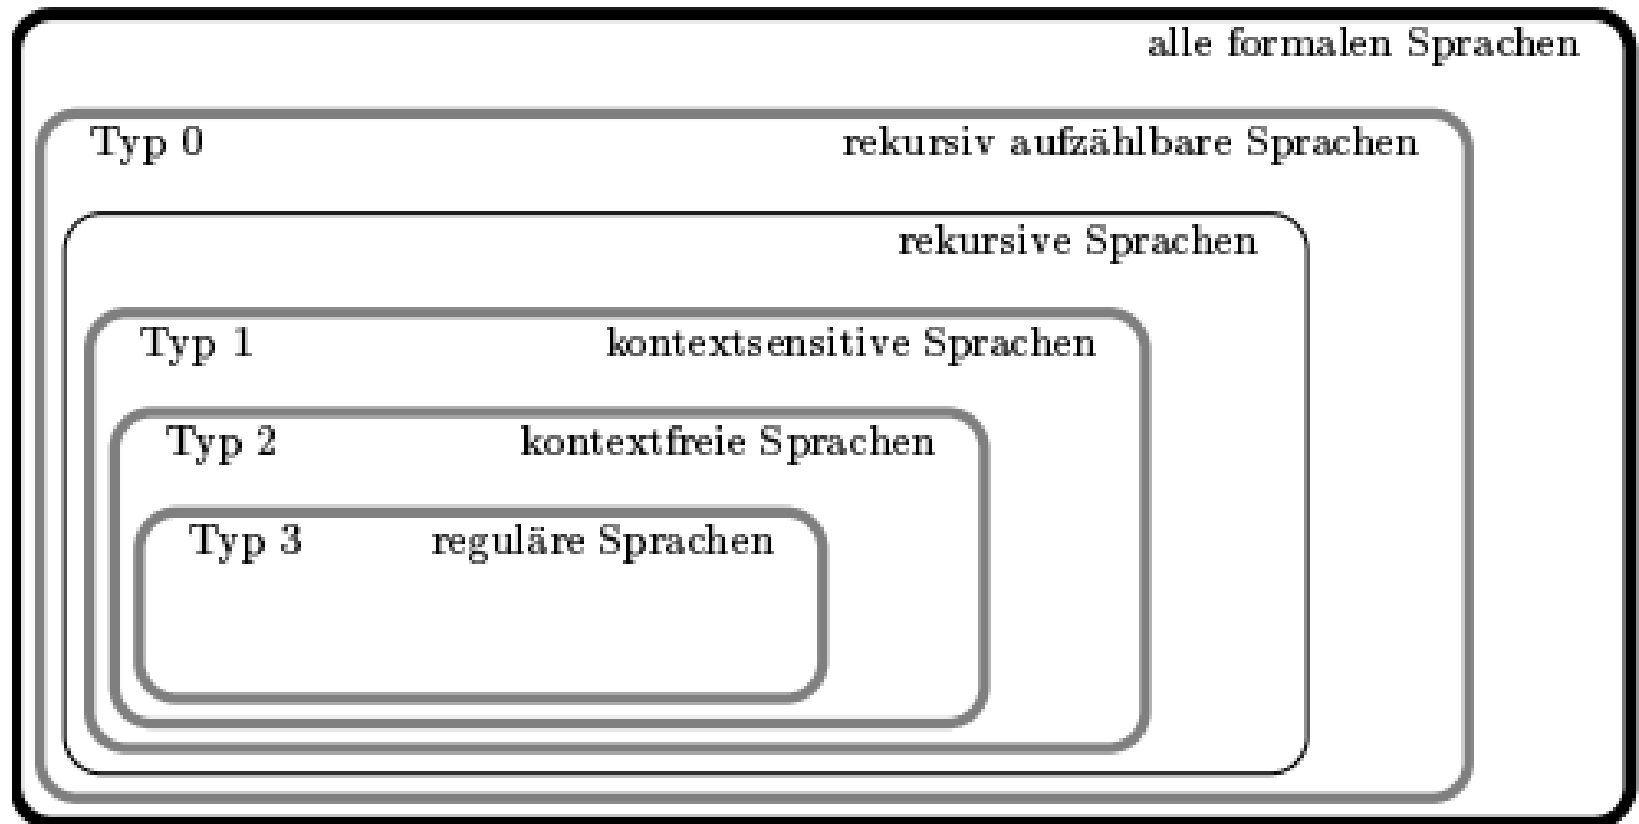 alle formalen Sprachen
Typ 0 rekursiv aufzählbare Sprachen
rekursive Sprachen
Typ 1 kontextsensitive Sprachen
Typ 2 kontextfreie Sprachen
Typ 3 reguläre Sprachen